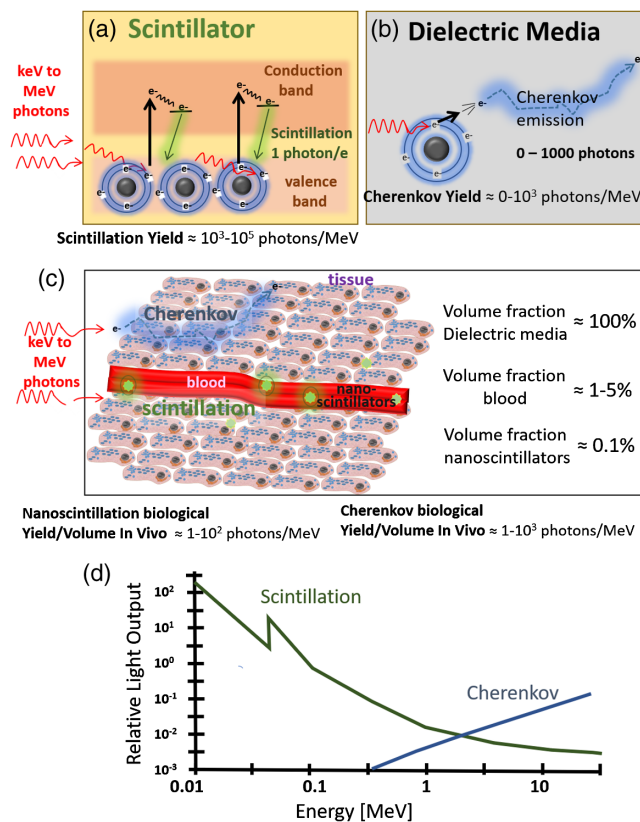 (a) Scintillator
keV to
MeV
photons
Conduction
band
e-
e-
e-
e-
Scintillation
1 photon/e
valence
band
e-
e-
e-
e-
e-
e-
e-
e-
e-
Scintillation Yield ≈ 10³-10⁵ photons/MeV
(b) Dielectric Media
e-
e-
e-
e-
e-
e-
Cherenkov
emission
0 – 1000 photons
Cherenkov Yield ≈ 0-10³ photons/MeV
(c)
tissue
Cherenkov
e-
e-
keV to
MeV
photons
blood
nano-
scintillators
scintillation
Volume fraction
Dielectric media ≈ 100%
Volume fraction
blood ≈ 1-5%
Volume fraction
nanoscintillators ≈ 0.1%
Nanoscintillation biological
Yield/Volume In Vivo ≈ 1-10² photons/MeV
Cherenkov biological
Yield/Volume In Vivo ≈ 1-10³ photons/MeV
(d)
Relative Light Output
10²
10¹
10⁰
10⁻¹
10⁻²
10⁻³
Scintillation
Cherenkov
0.01 0.1 1 10
Energy [MeV]